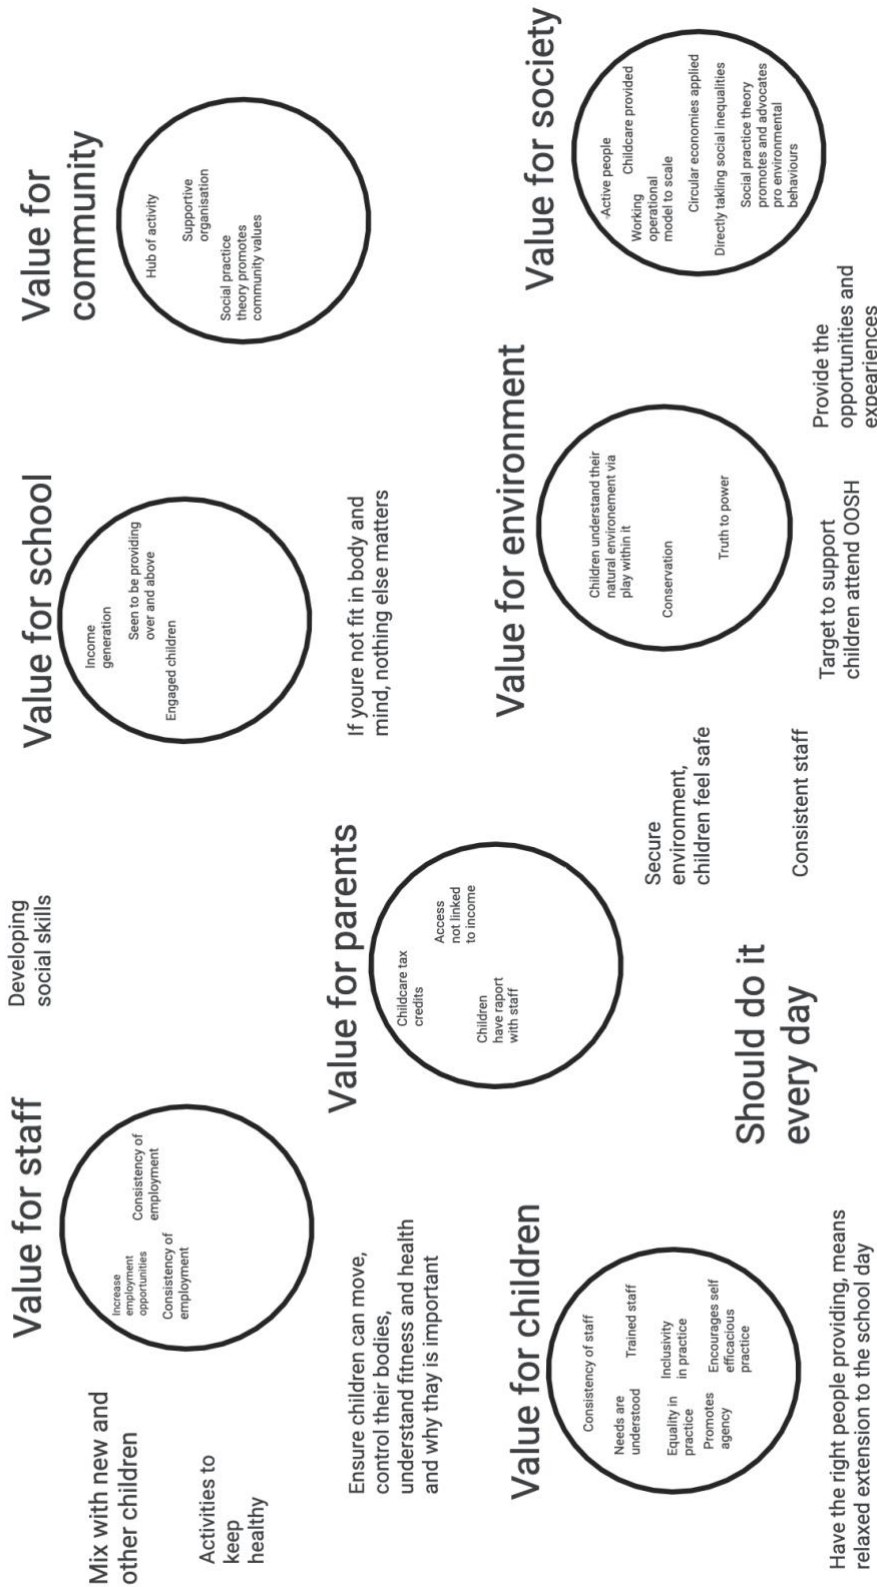 Mix with new and
other children
Activities to
keep
healthy
Value for staff
Increase
employment
opportunities
Consistency of
employment
Consistency of
employment
Developing
social skills
Value for school
Income
generation
Seen to be providing
over and above
Engaged children
Value for
community
Hub of activity
Supportive
organisation
Social practice
theory promotes
community values
Ensure children can move,
control their bodies,
understand fitness and health
and why thay is important
Value for parents
Childcare tax
credits
Access
not linked
to income
Children
have raport
with staff
If youre not fit in body and
mind, nothing else matters
Value for children
Consistency of staff
Needs are
understood
Trained staff
Equality in
practice
Inclusivity
in practice
Promotes
agency
Encourages self
efficacious
practice
Value for environment
Children understand their
natural environement via
play within it
Conservation
Truth to power
Value for society
·Active people
Childcare provided
Working
operational
model to scale
Circular economies applied
Directly takling social inequalities
Social practice theory
promotes and advocates
pro environmental
behaviours
Secure
environment,
children feel safe
Should do it
every day
Consistent staff
Have the right people providing, means
relaxed extension to the school day
Target to support
children attend OOSH
Provide the
opportunities and
expeariences